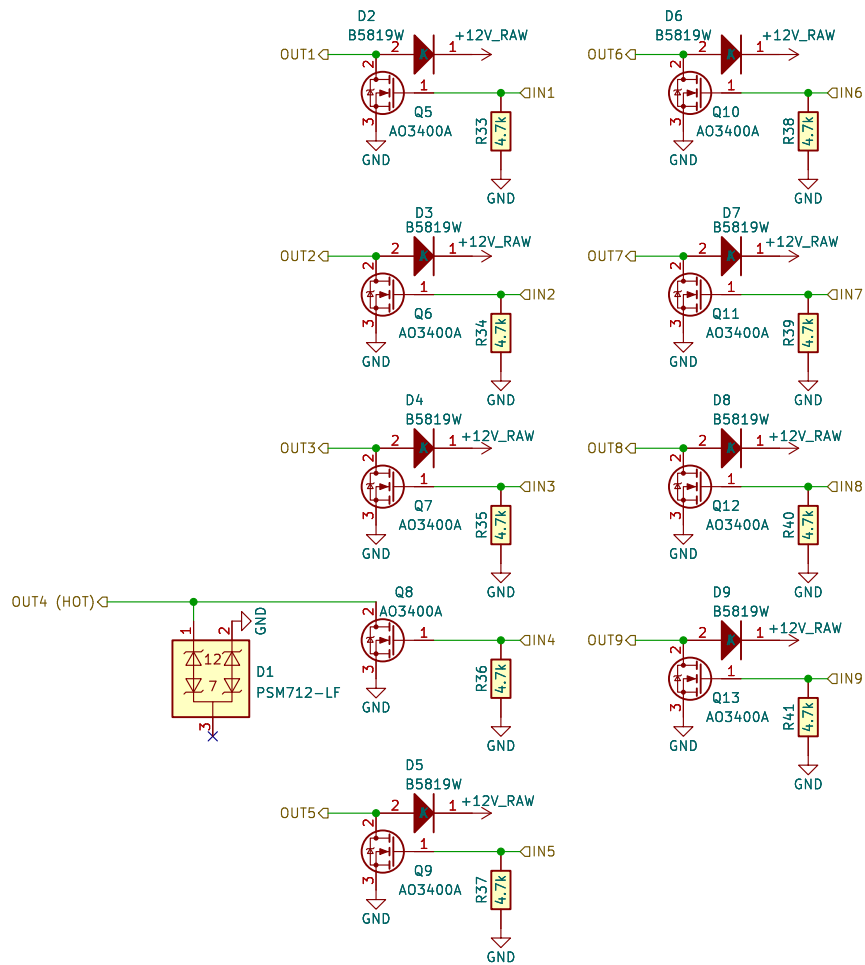 D2
B5819W
OUT1
2
1
+12V_RAW
2
1
IN1
3
Q5
AO3400A
R33
4.7k
GND
GND
D6
B5819W
OUT6
2
1
+12V_RAW
2
1
IN6
3
Q10
AO3400A
R38
4.7k
GND
GND
D3
B5819W
OUT2
2
1
+12V_RAW
2
1
IN2
3
Q6
AO3400A
R34
4.7k
GND
GND
D7
B5819W
OUT7
2
1
+12V_RAW
2
1
IN7
3
Q11
AO3400A
R39
4.7k
GND
GND
D4
B5819W
OUT3
2
1
+12V_RAW
2
1
IN3
3
Q7
AO3400A
R35
4.7k
GND
GND
D8
B5819W
OUT8
2
1
+12V_RAW
2
1
IN8
3
Q12
AO3400A
R40
4.7k
GND
GND
OUT4 (HOT)
Q8
AO3400A
2
1
IN4
3
R36
4.7k
GND
GND
1
2
GND
12
7
D1
PSM712-LF
3
D9
B5819W
OUT9
2
1
+12V_RAW
2
1
IN9
3
Q13
AO3400A
R41
4.7k
GND
GND
D5
B5819W
OUT5
2
1
+12V_RAW
2
1
IN5
3
Q9
AO3400A
R37
4.7k
GND
GND